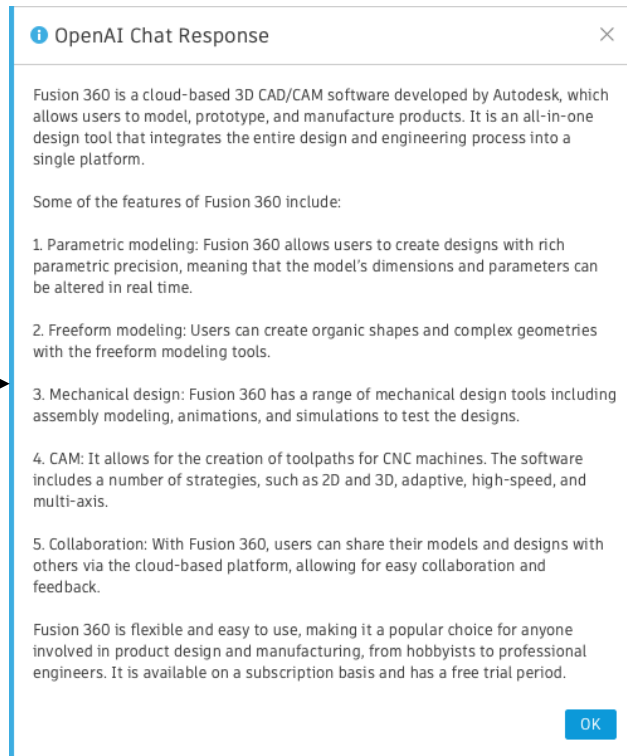 OpenAI Chat Response
Fusion 360 is a cloud-based 3D CAD/CAM software developed by Autodesk, which
allows users to model, prototype, and manufacture products. It is an all-in-one
design tool that integrates the entire design and engineering process into a
single platform.
Some of the features of Fusion 360 include:
1. Parametric modeling: Fusion 360 allows users to create designs with rich
parametric precision, meaning that the model's dimensions and parameters can
be altered in real time.
2. Freeform modeling: Users can create organic shapes and complex geometries
with the freeform modeling tools.
3. Mechanical design: Fusion 360 has a range of mechanical design tools including
assembly modeling, animations, and simulations to test the designs.
4. CAM: It allows for the creation of toolpaths for CNC machines. The software
includes a number of strategies, such as 2D and 3D, adaptive, high-speed, and
multi-axis.
5. Collaboration: With Fusion 360, users can share their models and designs with
others via the cloud-based platform, allowing for easy collaboration and
feedback.
Fusion 360 is flexible and easy to use, making it a popular choice for anyone
involved in product design and manufacturing, from hobbyists to professional
engineers. It is available on a subscription basis and has a free trial period.
OK